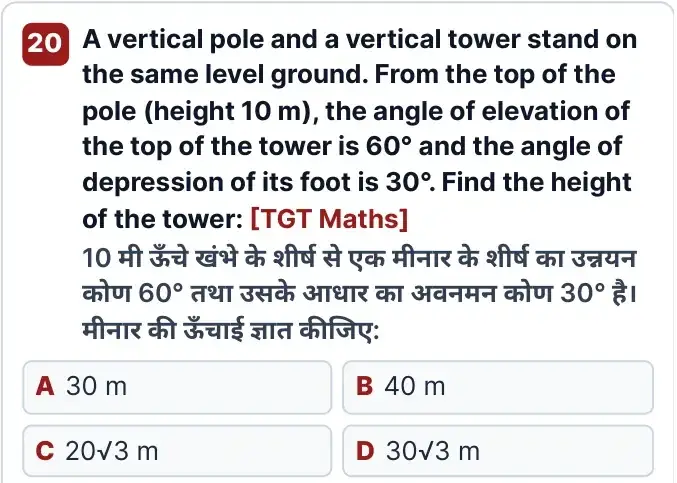 20 A vertical pole and a vertical tower stand on
the same level ground. From the top of the
pole (height 10 m), the angle of elevation of
the top of the tower is 60° and the angle of
depression of its foot is 30°. Find the height
of the tower: [TGT Maths]
10 मी ऊँचे खंभे के शीर्ष से एक मीनार के शीर्ष का उन्नयन
कोण 60° तथा उसके आधार का अवनमन कोण 30° है।
मीनार की ऊँचाई ज्ञात कीजिए:
A 30 m
B 40 m
C 20√3 m
D 30√3 m